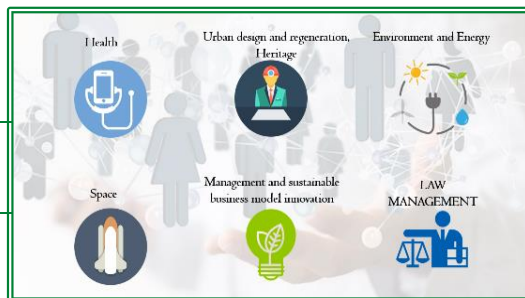 Health
Urban design and regeneration,
Heritage
Environment and Energy
Space
Management and sustainable
business model innovation
LAW
MANAGEMENT